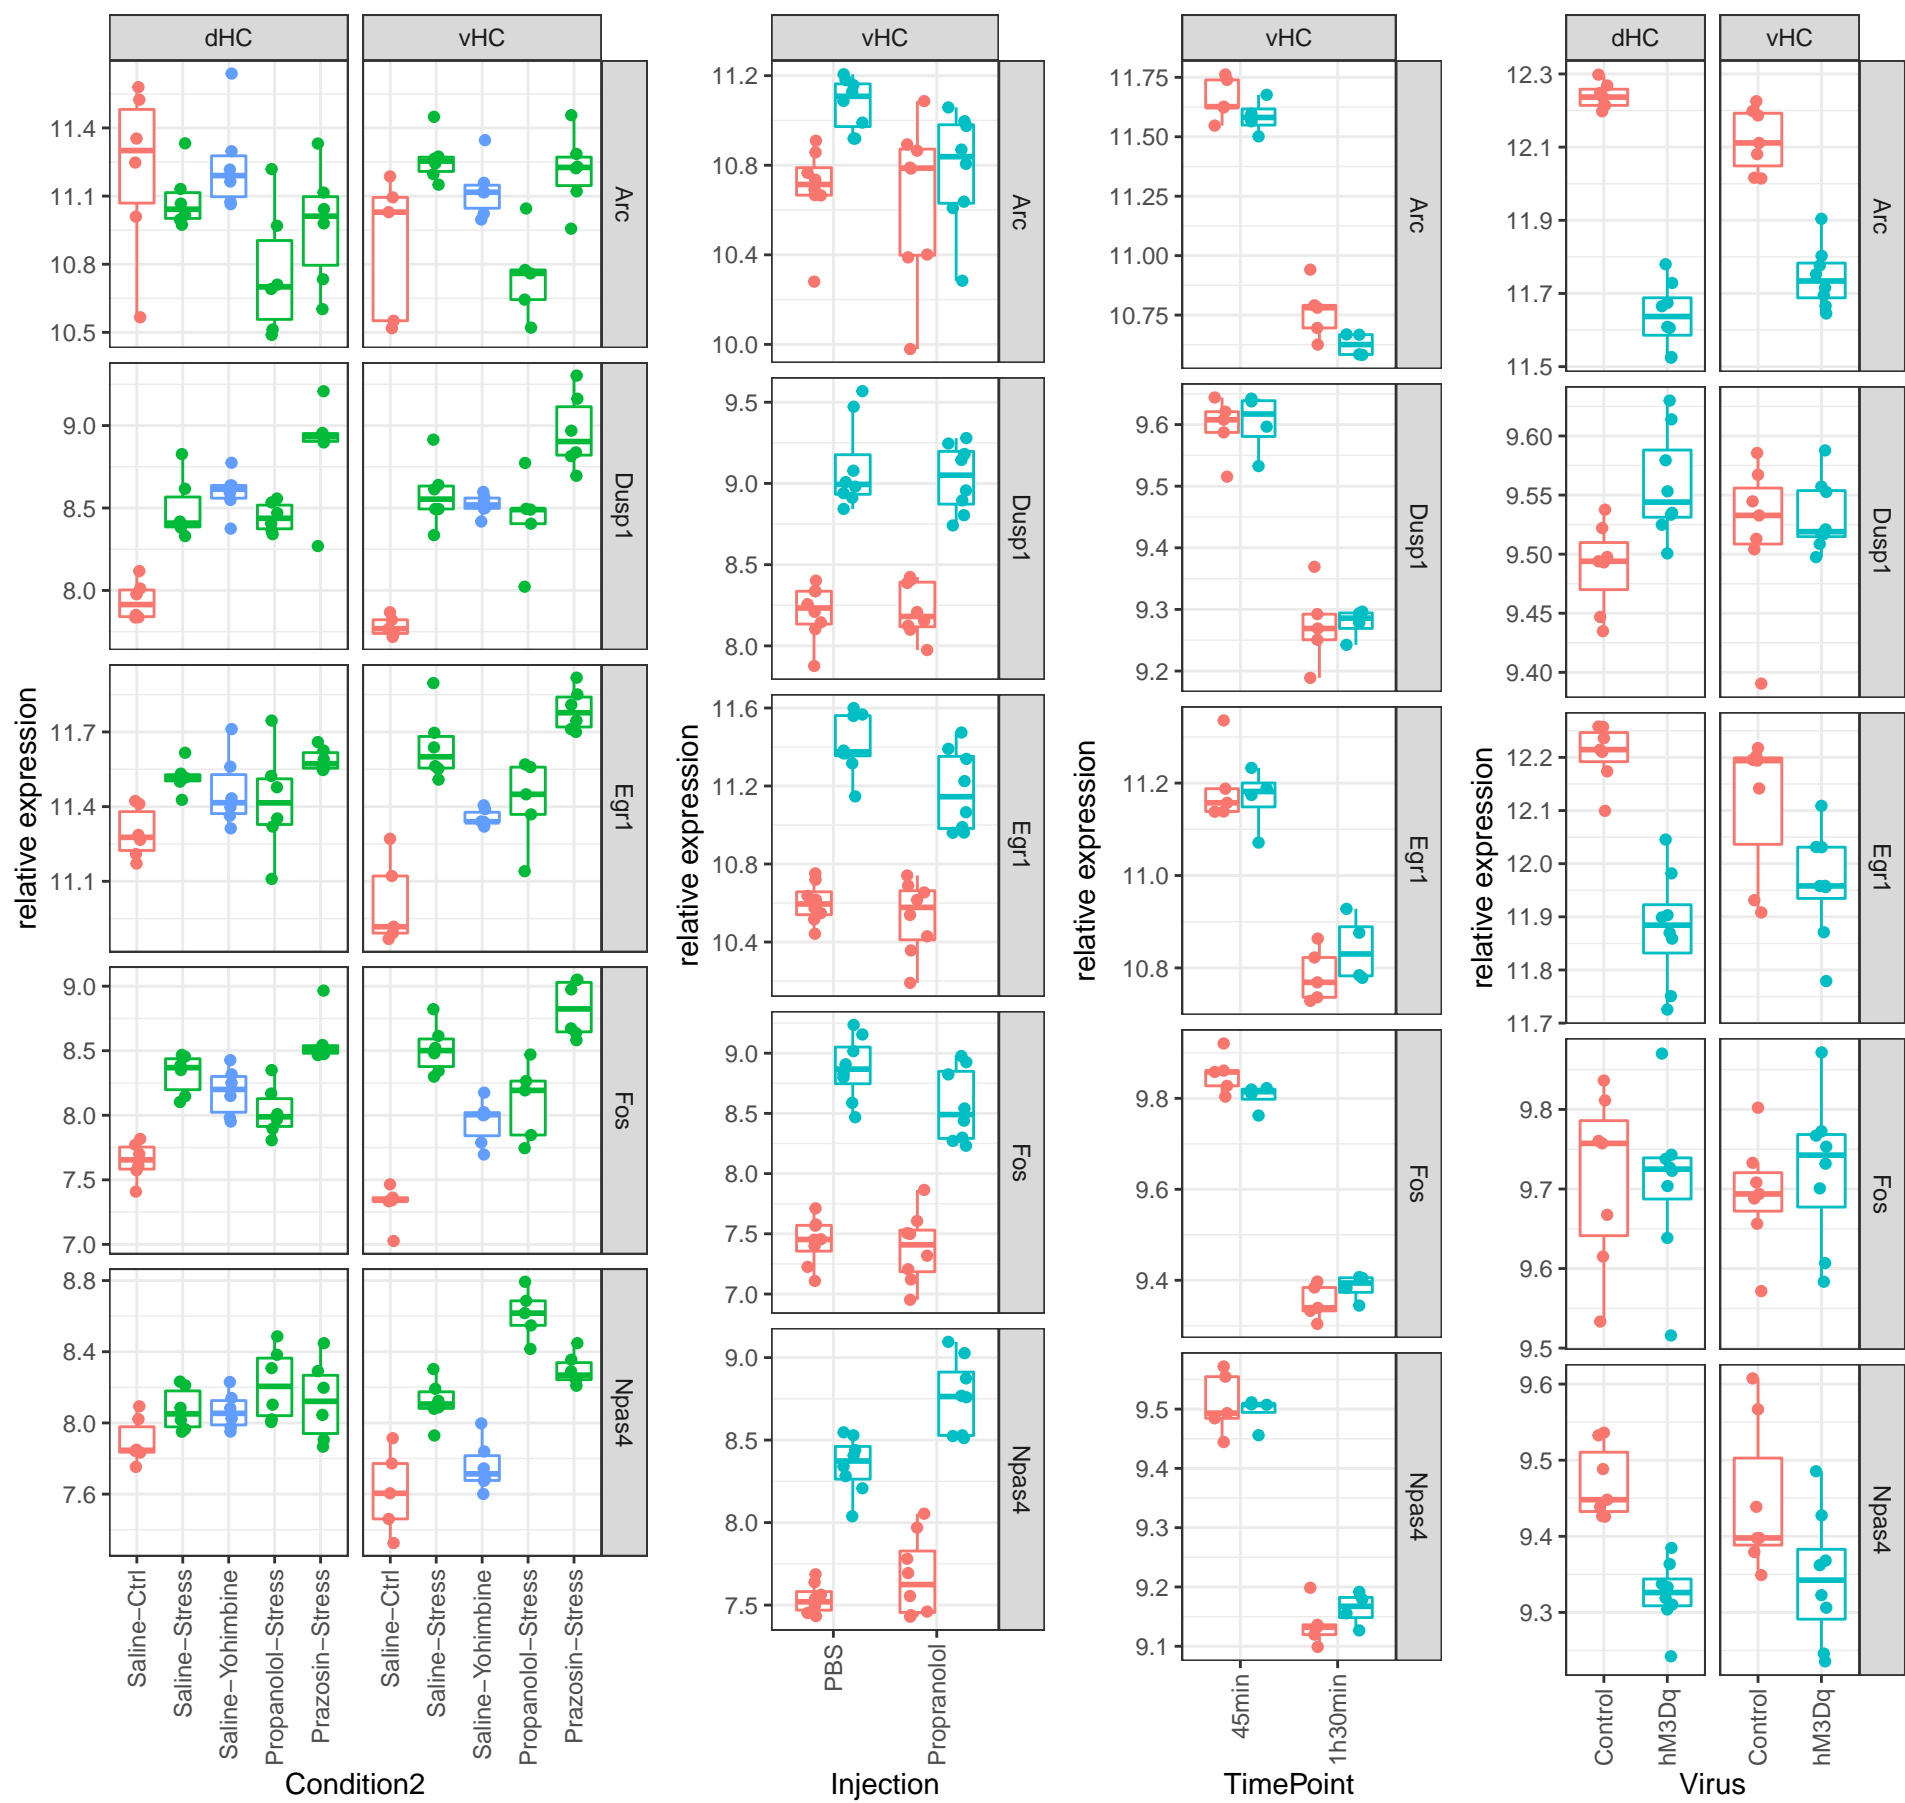 dHC
vHC
relative expression
11.4
11.1
10.8
10.5
Arc
9.0
8.5
8.0
Dusp1
11.7
11.4
11.1
Egr1
9.0
8.5
8.0
7.5
7.0
Fos
8.8
8.4
8.0
7.6
Npas4
Saline−Ctrl
Saline−Stress
Saline−Yohimbine
Propanolol−Stress
Prazosin−Stress
Saline−Ctrl
Saline−Stress
Saline−Yohimbine
Propanolol−Stress
Prazosin−Stress
Condition2
vHC
relative expression
11.2
10.8
10.4
10.0
Arc
9.5
9.0
8.5
8.0
Dusp1
11.6
11.2
10.8
10.4
Egr1
9.0
8.5
8.0
7.5
7.0
Fos
9.0
8.5
8.0
7.5
Npas4
PBS
Propranolol
Injection
vHC
relative expression
11.75
11.50
11.25
11.00
10.75
Arc
9.6
9.5
9.4
9.3
9.2
Dusp1
11.2
11.0
10.8
Egr1
9.8
9.6
9.4
Fos
9.5
9.4
9.3
9.2
9.1
Npas4
45min
1h30min
TimePoint
dHC
vHC
relative expression
12.3
12.1
11.9
11.7
11.5
Arc
9.60
9.55
9.50
9.45
9.40
Dusp1
12.2
12.1
12.0
11.9
11.8
11.7
Egr1
9.8
9.7
9.6
9.5
Fos
9.6
9.5
9.4
9.3
Npas4
Control
hM3Dq
Control
hM3Dq
Virus